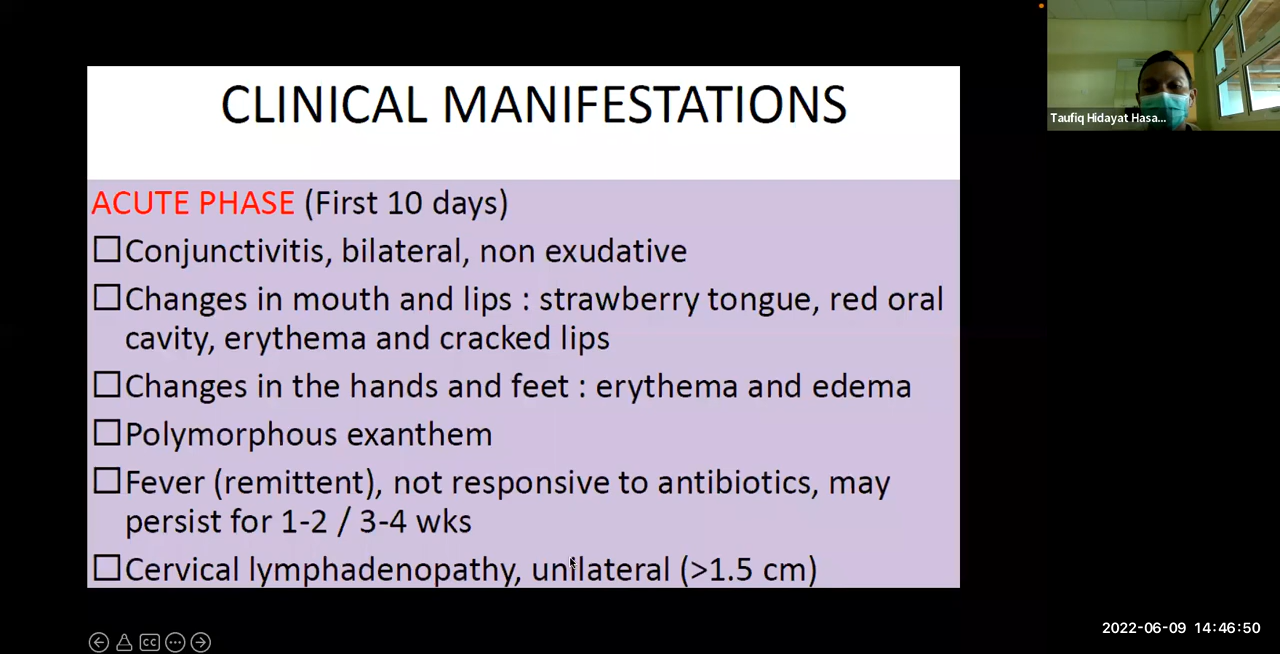 CLINICAL MANIFESTATIONS
ACUTE PHASE (First 10 days)
Conjunctivitis, bilateral, non exudative
Changes in mouth and lips : strawberry tongue, red oral
cavity, erythema and cracked lips
Changes in the hands and feet : erythema and edema
Polymorphous exanthem
Fever (remittent), not responsive to antibiotics, may
persist for 1-2 / 3-4 wks
Cervical lymphadenopathy, unilateral (>1.5 cm)
Taufiq Hidayat Hasa...
CC
2022-06-09 14:46:50